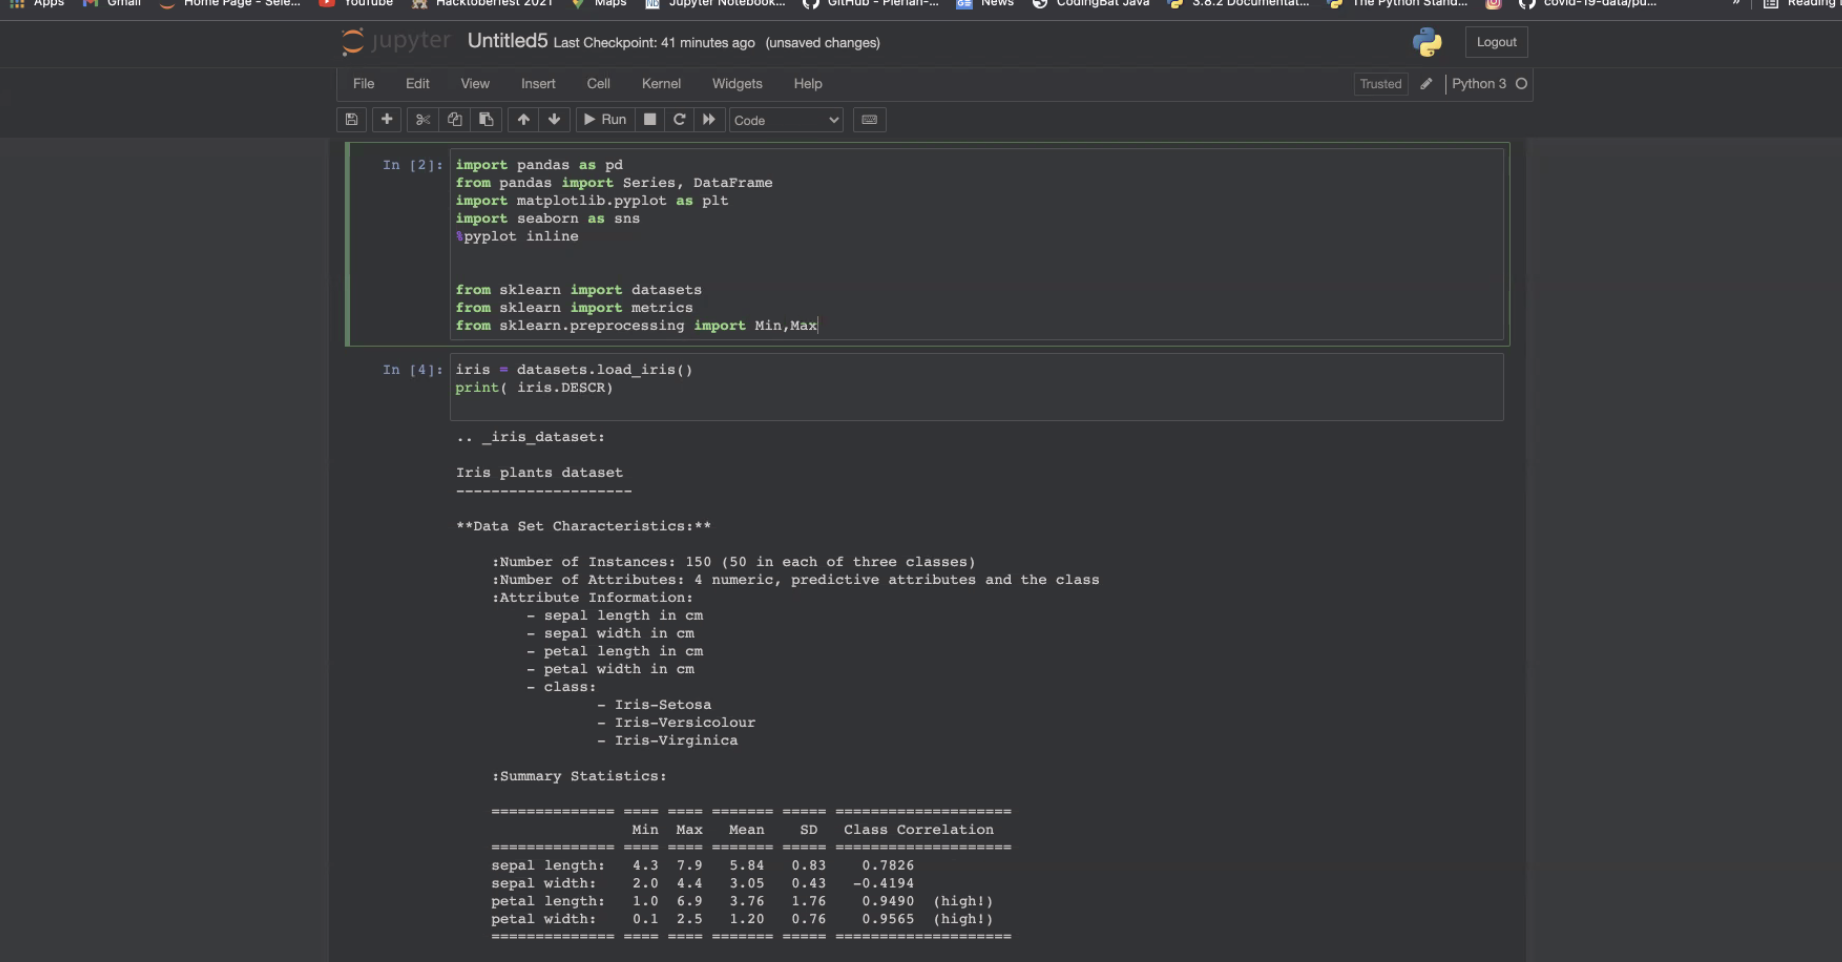 Apps Gmail Home Page - Sele... YouTube Hacktoberfest 2021 Maps Jupyter Notebook... GitHub - Pierian-... News CodingBat Java 3.8.2 Documentat... The Python Stand... covid-19-data/pu... » Reading
jupyter Untitled5 Last Checkpoint: 41 minutes ago (unsaved changes) Logout
File Edit View Insert Cell Kernel Widgets Help Trusted Python 3
Run Code
In [2]: import pandas as pd
from pandas import Series, DataFrame
import matplotlib.pyplot as plt
import seaborn as sns
%pyplot inline
from sklearn import datasets
from sklearn import metrics
from sklearn.preprocessing import Min,Max
In [4]: iris = datasets.load_iris()
print( iris.DESCR)
.. _iris_dataset:
Iris plants dataset
--------------------
**Data Set Characteristics:**
:Number of Instances: 150 (50 in each of three classes)
:Number of Attributes: 4 numeric, predictive attributes and the class
:Attribute Information:
- sepal length in cm
- sepal width in cm
- petal length in cm
- petal width in cm
- class:
- Iris-Setosa
- Iris-Versicolour
- Iris-Virginica
:Summary Statistics:
============== ==== ==== ======= ===== ====================
Min Max Mean SD Class Correlation
============== ==== ==== ======= ===== ====================
sepal length: 4.3 7.9 5.84 0.83 0.7826
sepal width: 2.0 4.4 3.05 0.43 -0.4194
petal length: 1.0 6.9 3.76 1.76 0.9490 (high!)
petal width: 0.1 2.5 1.20 0.76 0.9565 (high!)
============== ==== ==== ======= ===== ====================